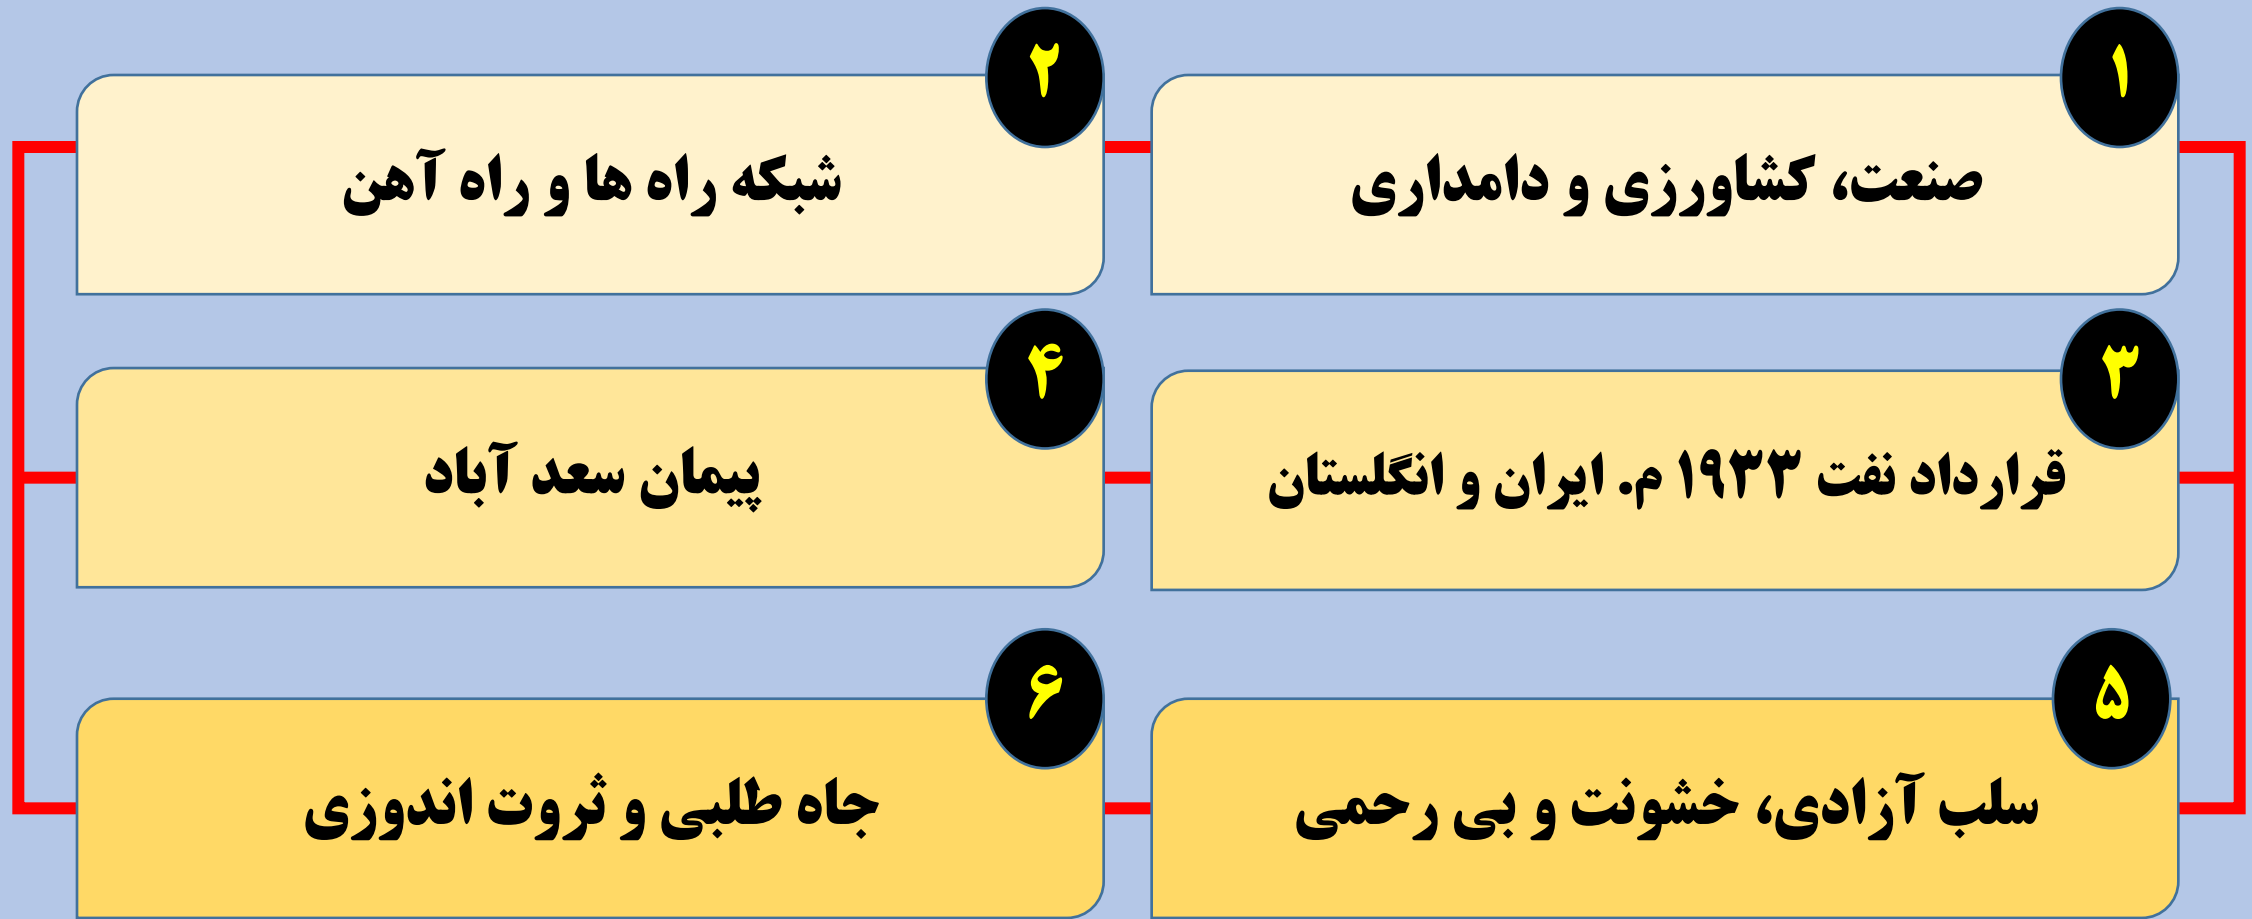 ۱
صنعت، کشاورزی و دامداری
۲
شبکه راه ها و راه آهن
۳
قرارداد نفت ۱۹۳۳ م. ایران و انگلستان
۴
پیمان سعد آباد
۵
سلب آزادی، خشونت و بی رحمی
۶
جاه طلبی و ثروت اندوزی